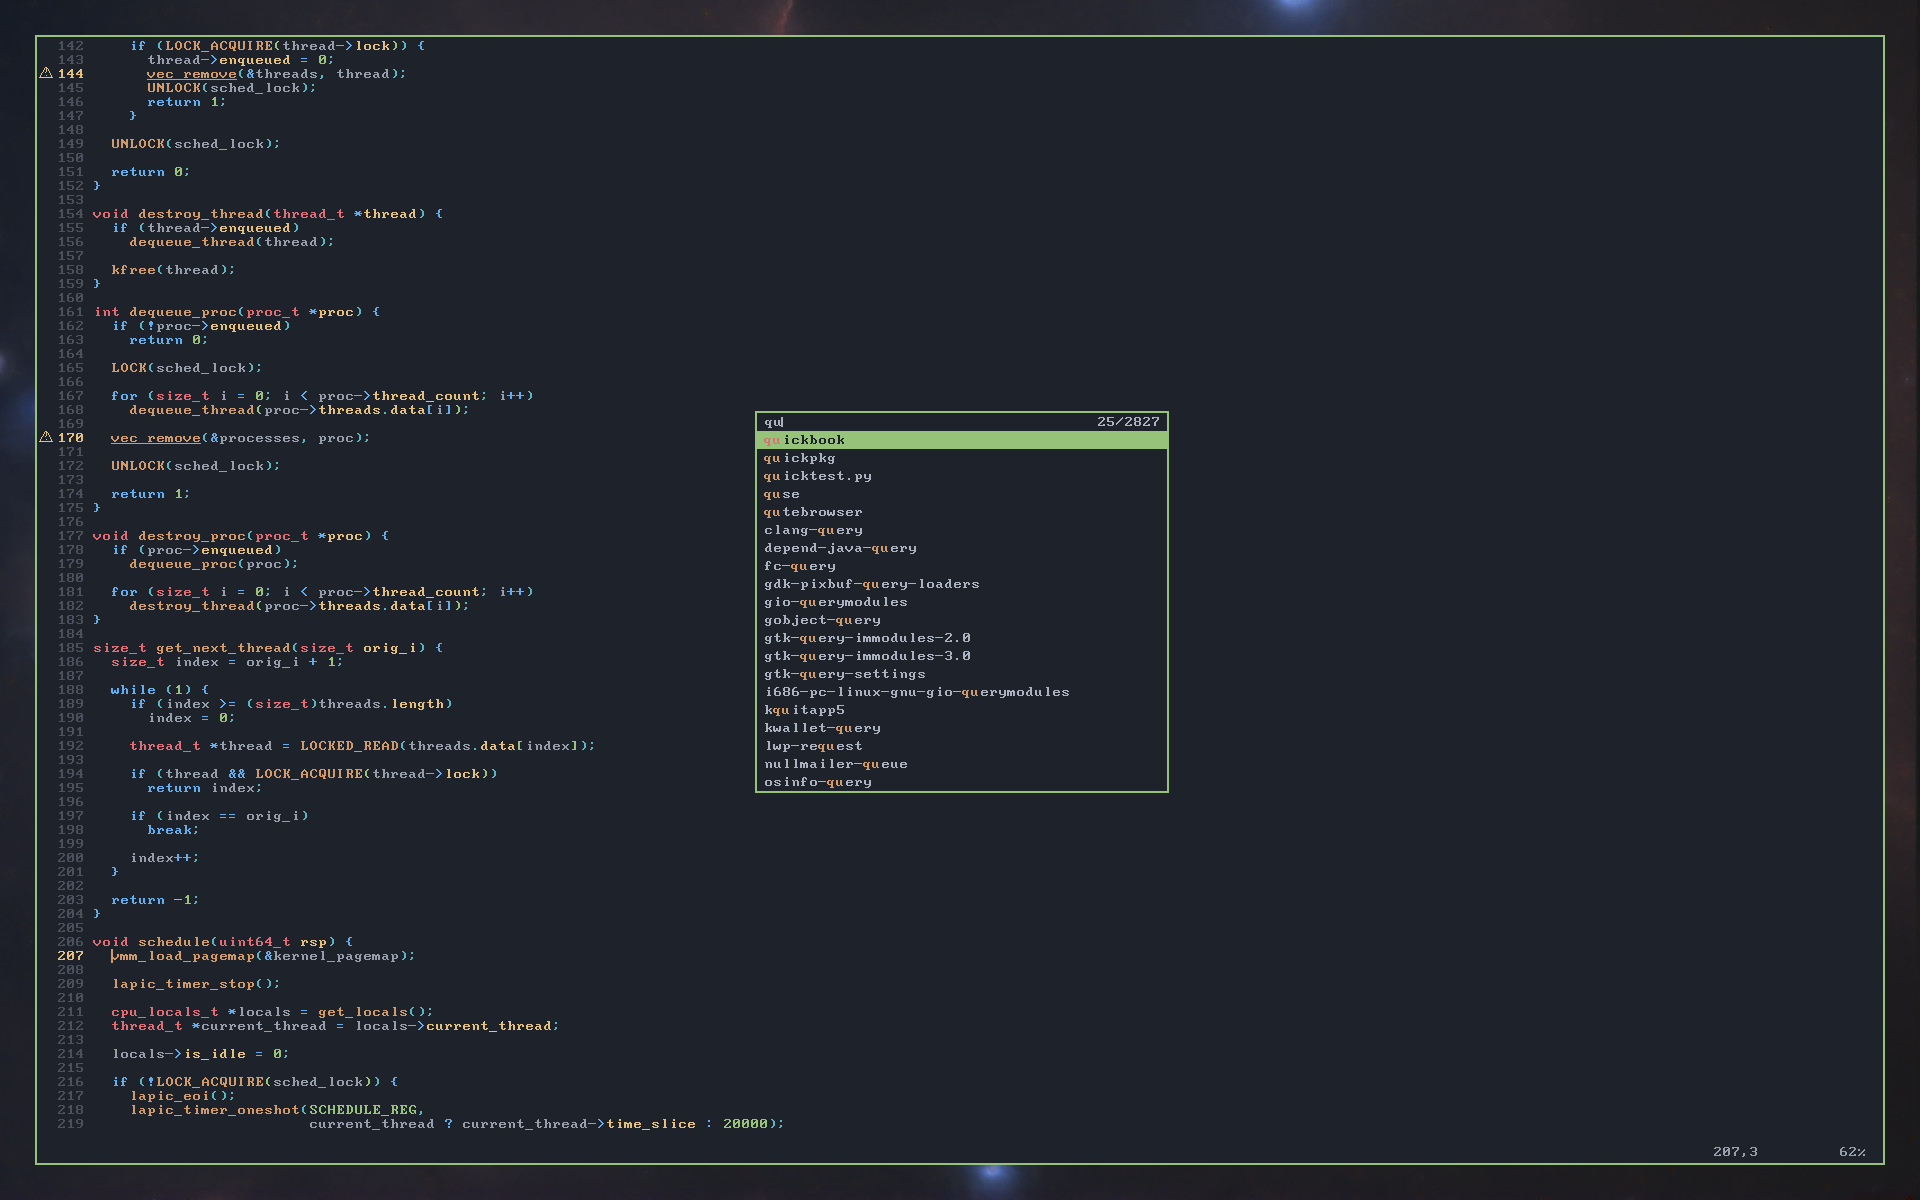 142 if (LOCK_ACQUIRE(thread->lock)) {
143 thread->enqueued = 0;
⚠ 144 vec_remove(&threads, thread);
145 UNLOCK(sched_lock);
146 return 1;
147 }
148
149 UNLOCK(sched_lock);
150
151 return 0;
152 }
153
154 void destroy_thread(thread_t *thread) {
155 if (thread->enqueued)
156 dequeue_thread(thread);
157
158 kfree(thread);
159 }
160
161 int dequeue_proc(proc_t *proc) {
162 if (!proc->enqueued)
163 return 0;
164
165 LOCK(sched_lock);
166
167 for (size_t i = 0; i < proc->thread_count; i++)
168 dequeue_thread(proc->threads.data[i]);
169
⚠ 170 vec_remove(&processes, proc);
171
172 UNLOCK(sched_lock);
173
174 return 1;
175 }
176
177 void destroy_proc(proc_t *proc) {
178 if (proc->enqueued)
179 dequeue_proc(proc);
180
181 for (size_t i = 0; i < proc->thread_count; i++)
182 destroy_thread(proc->threads.data[i]);
183 }
184
185 size_t get_next_thread(size_t orig_i) {
186 size_t index = orig_i + 1;
187
188 while (1) {
189 if (index >= (size_t)threads.length)
190 index = 0;
191
192 thread_t *thread = LOCKED_READ(threads.data[index]);
193
194 if (thread && LOCK_ACQUIRE(thread->lock))
195 return index;
196
197 if (index == orig_i)
198 break;
199
200 index++;
201 }
202
203 return -1;
204 }
205
206 void schedule(uint64_t rsp) {
207 vmm_load_pagemap(&kernel_pagemap);
208
209 lapic_timer_stop();
210
211 cpu_locals_t *locals = get_locals();
212 thread_t *current_thread = locals->current_thread;
213
214 locals->is_idle = 0;
215
216 if (!LOCK_ACQUIRE(sched_lock)) {
217 lapic_eoi();
218 lapic_timer_oneshot(SCHEDULE_REG,
219 current_thread ? current_thread->time_slice : 20000);
207,3 62%
qu 25/2827
quickbook
quickpkg
quicktest.py
quse
qutebrowser
clang-query
depend-java-query
fc-query
gdk-pixbuf-query-loaders
gio-querymodules
gobject-query
gtk-query-immodules-2.0
gtk-query-immodules-3.0
gtk-query-settings
i686-pc-linux-gnu-gio-querymodules
kquitapp5
kwallet-query
lwp-request
nullmailer-queue
osinfo-query